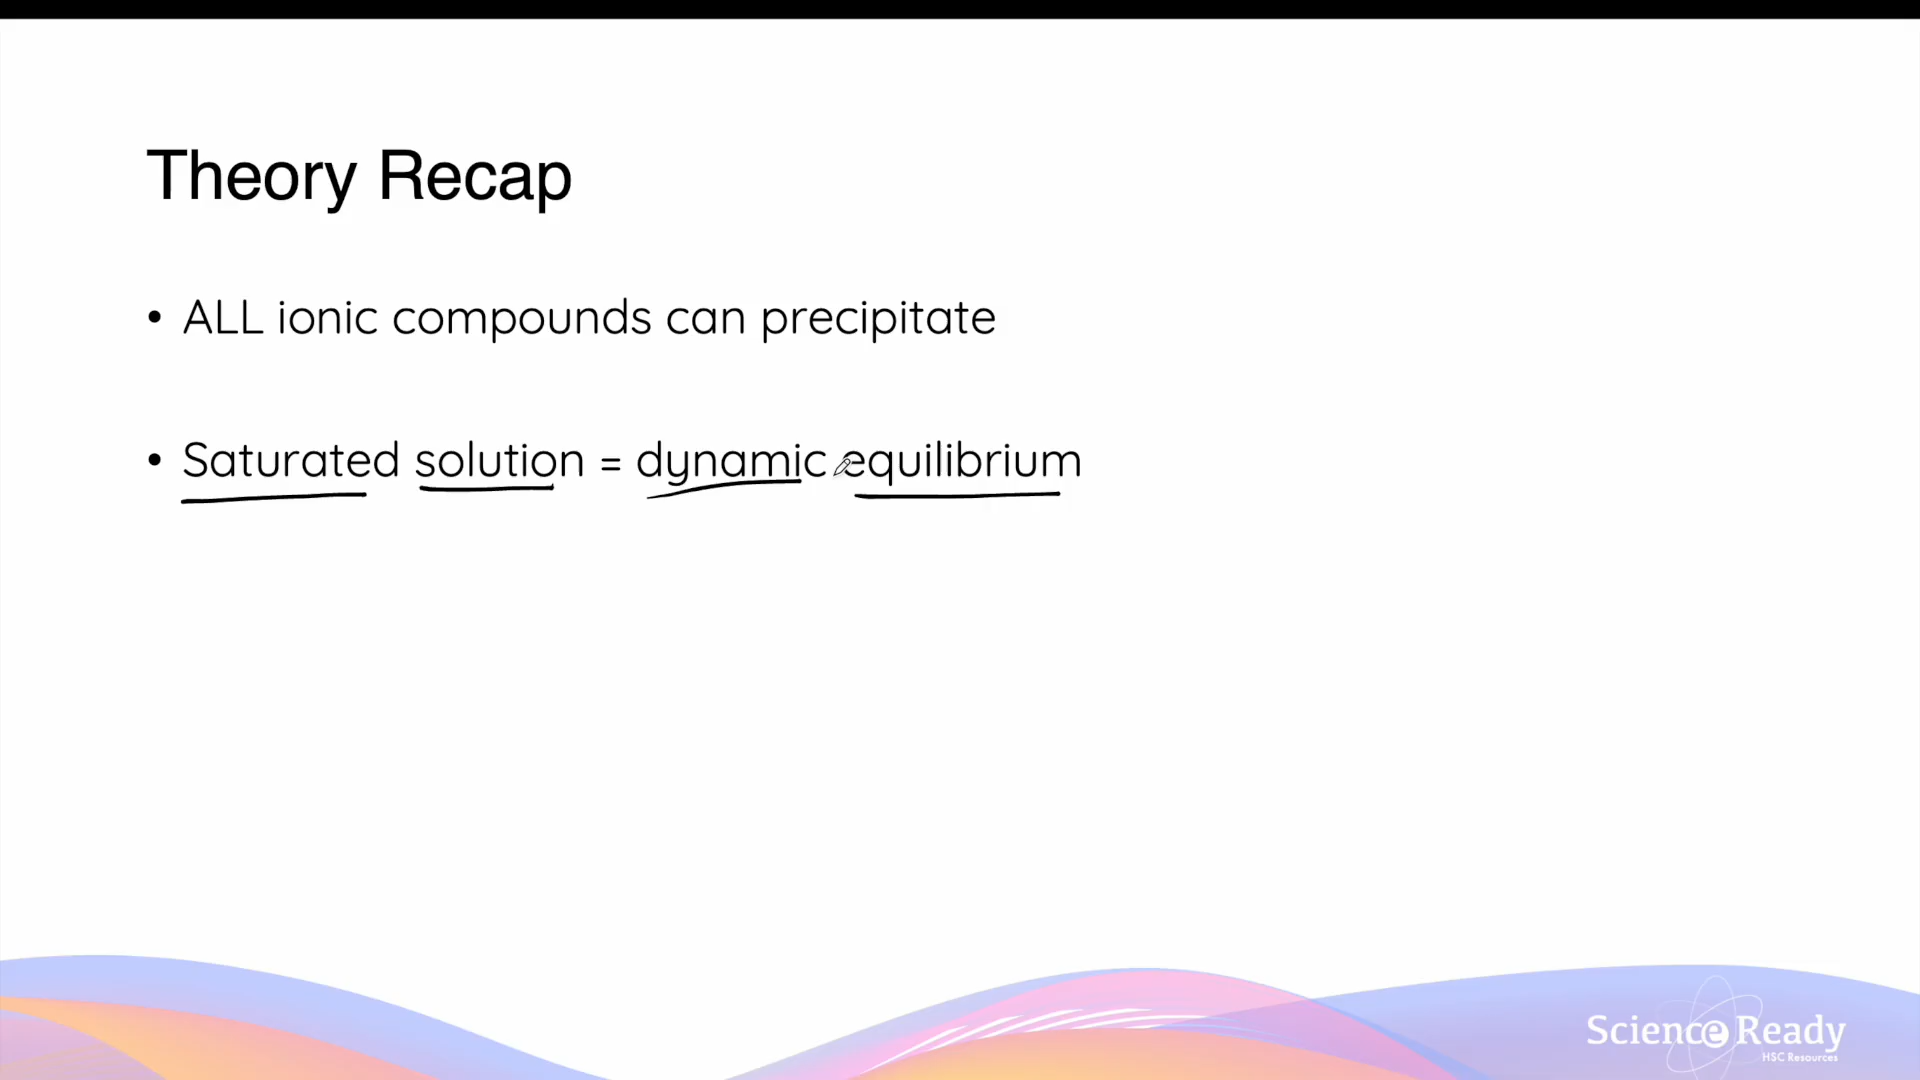 Theory Recap
• ALL ionic compounds can precipitate
• Saturated solution = dynamic equilibrium
Science Ready
HSC Resources